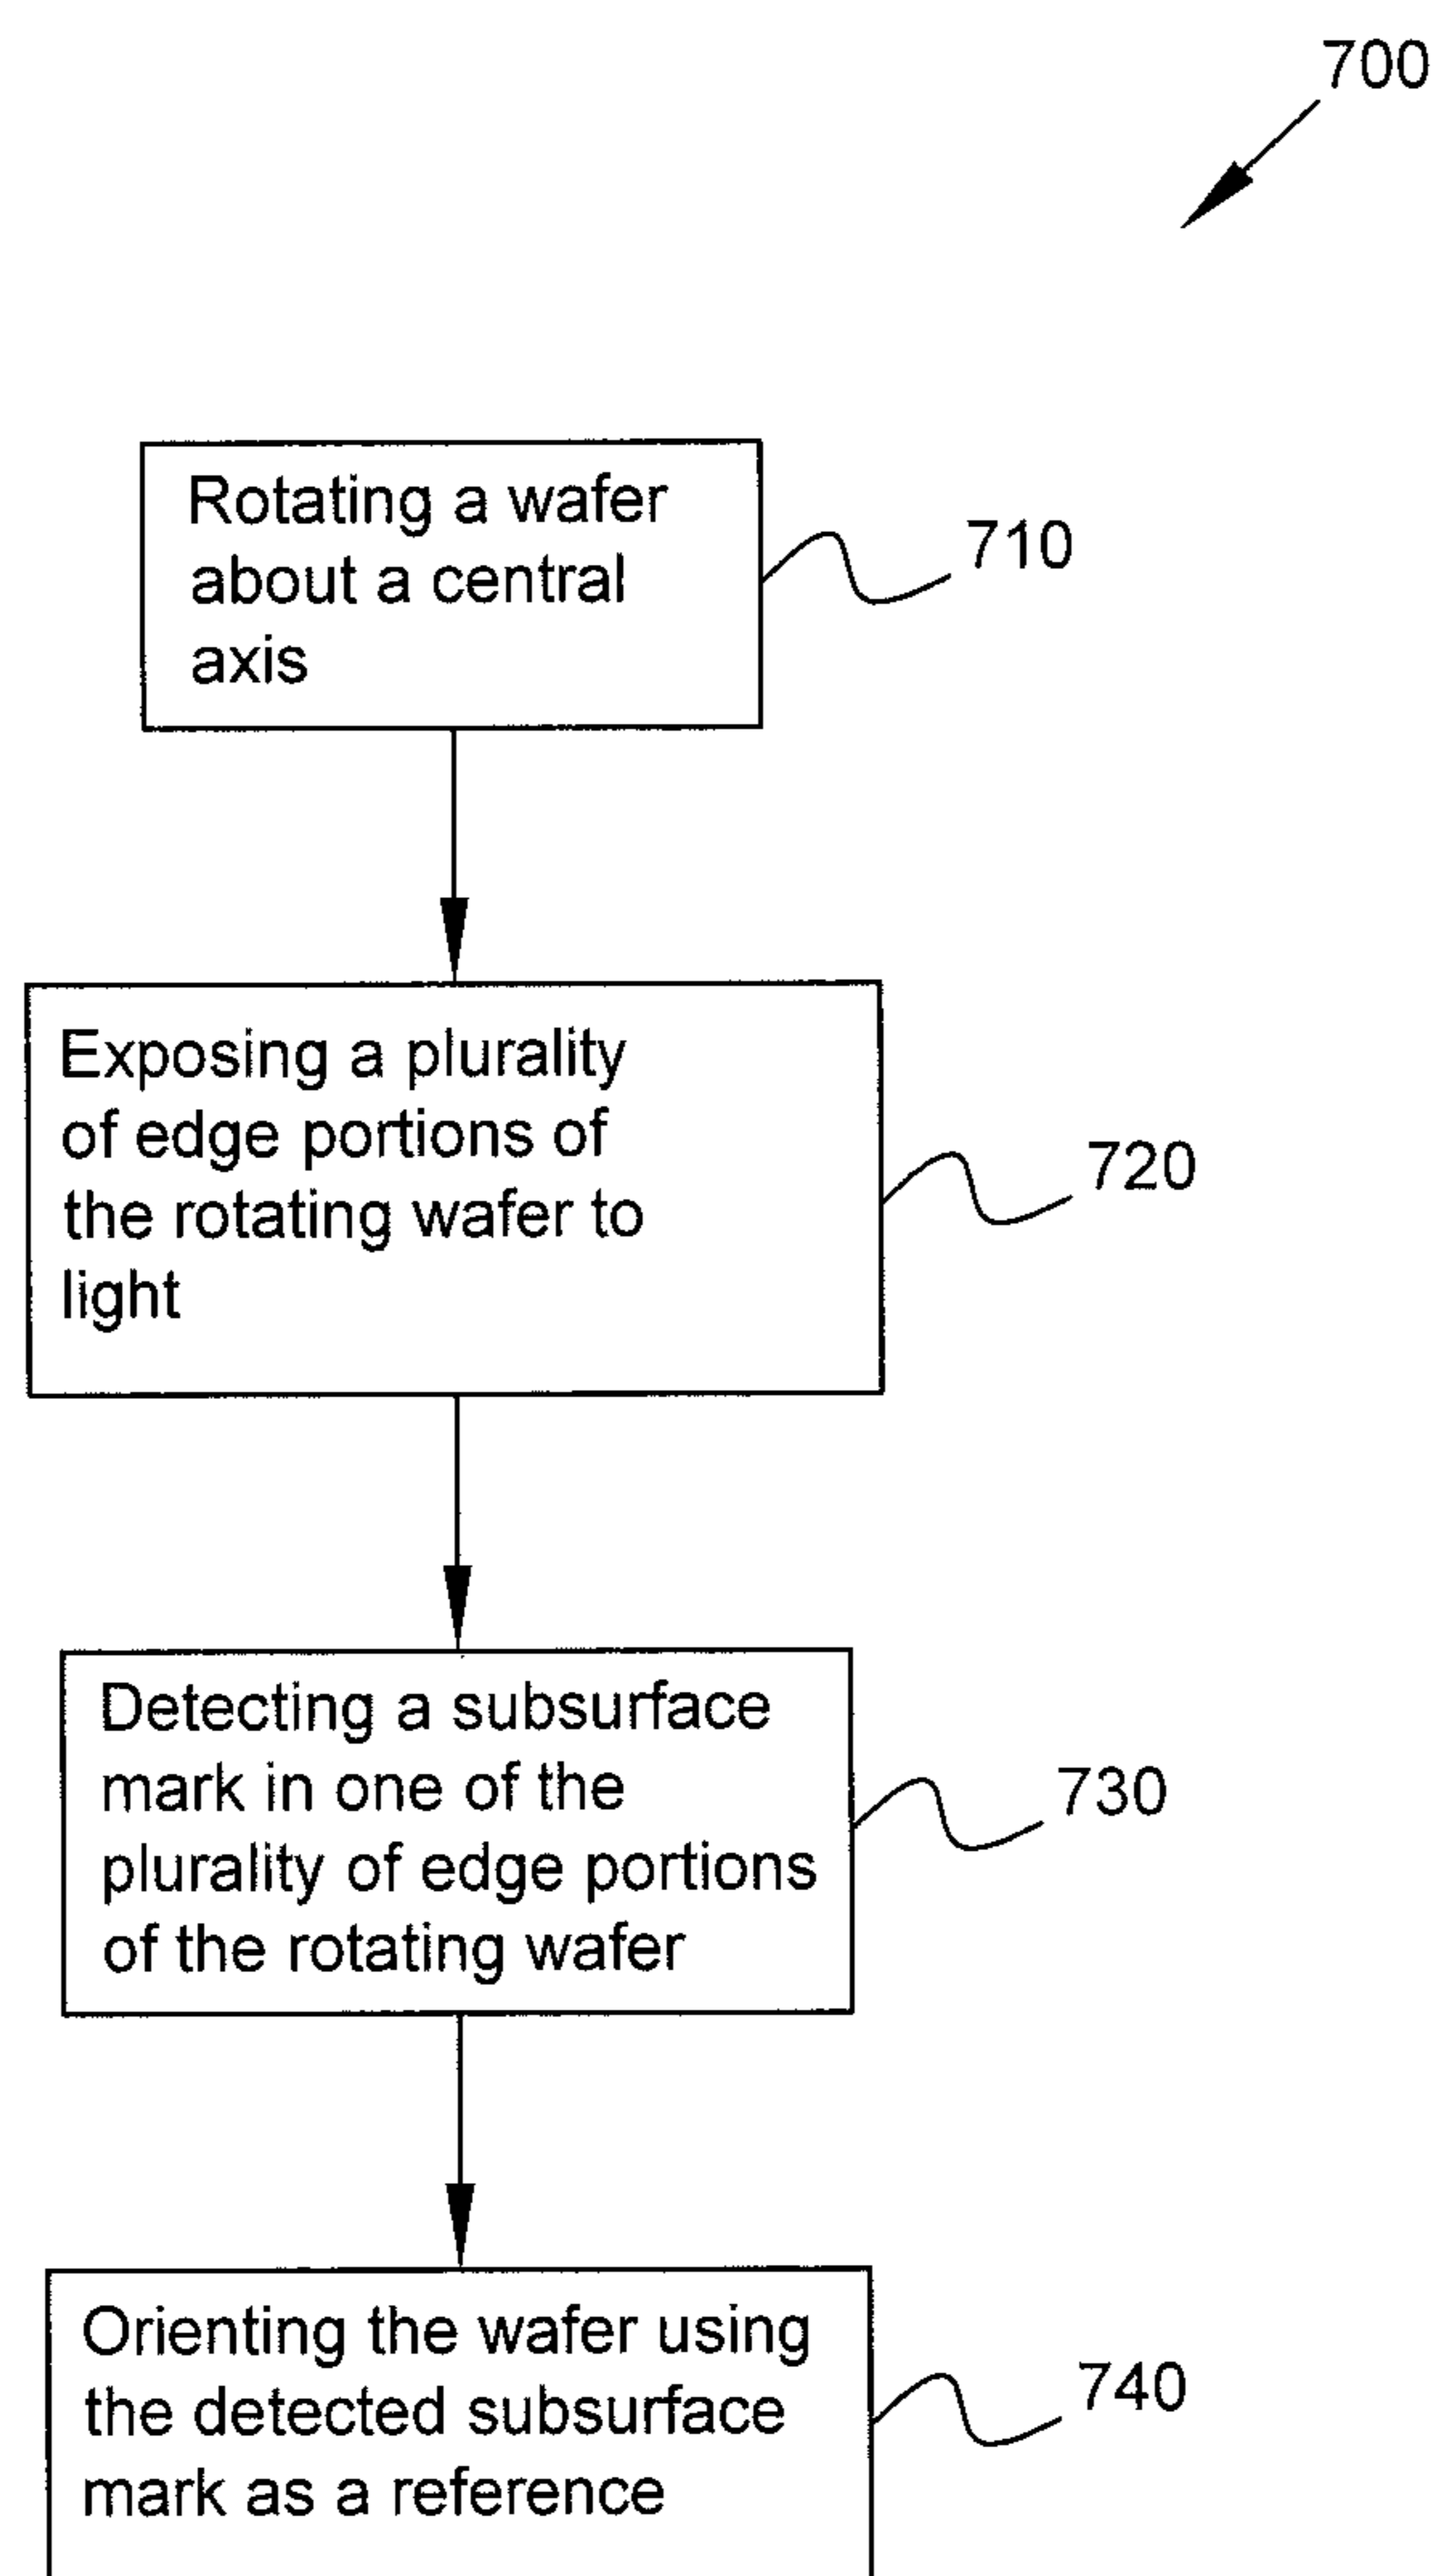 700
Rotating a wafer
about a central
axis
710
Exposing a plurality
of edge portions of
the rotating wafer to
light
720
Detecting a subsurface
mark in one of the
plurality of edge portions
of the rotating wafer
730
Orienting the wafer using
the detected subsurface
mark as a reference
740